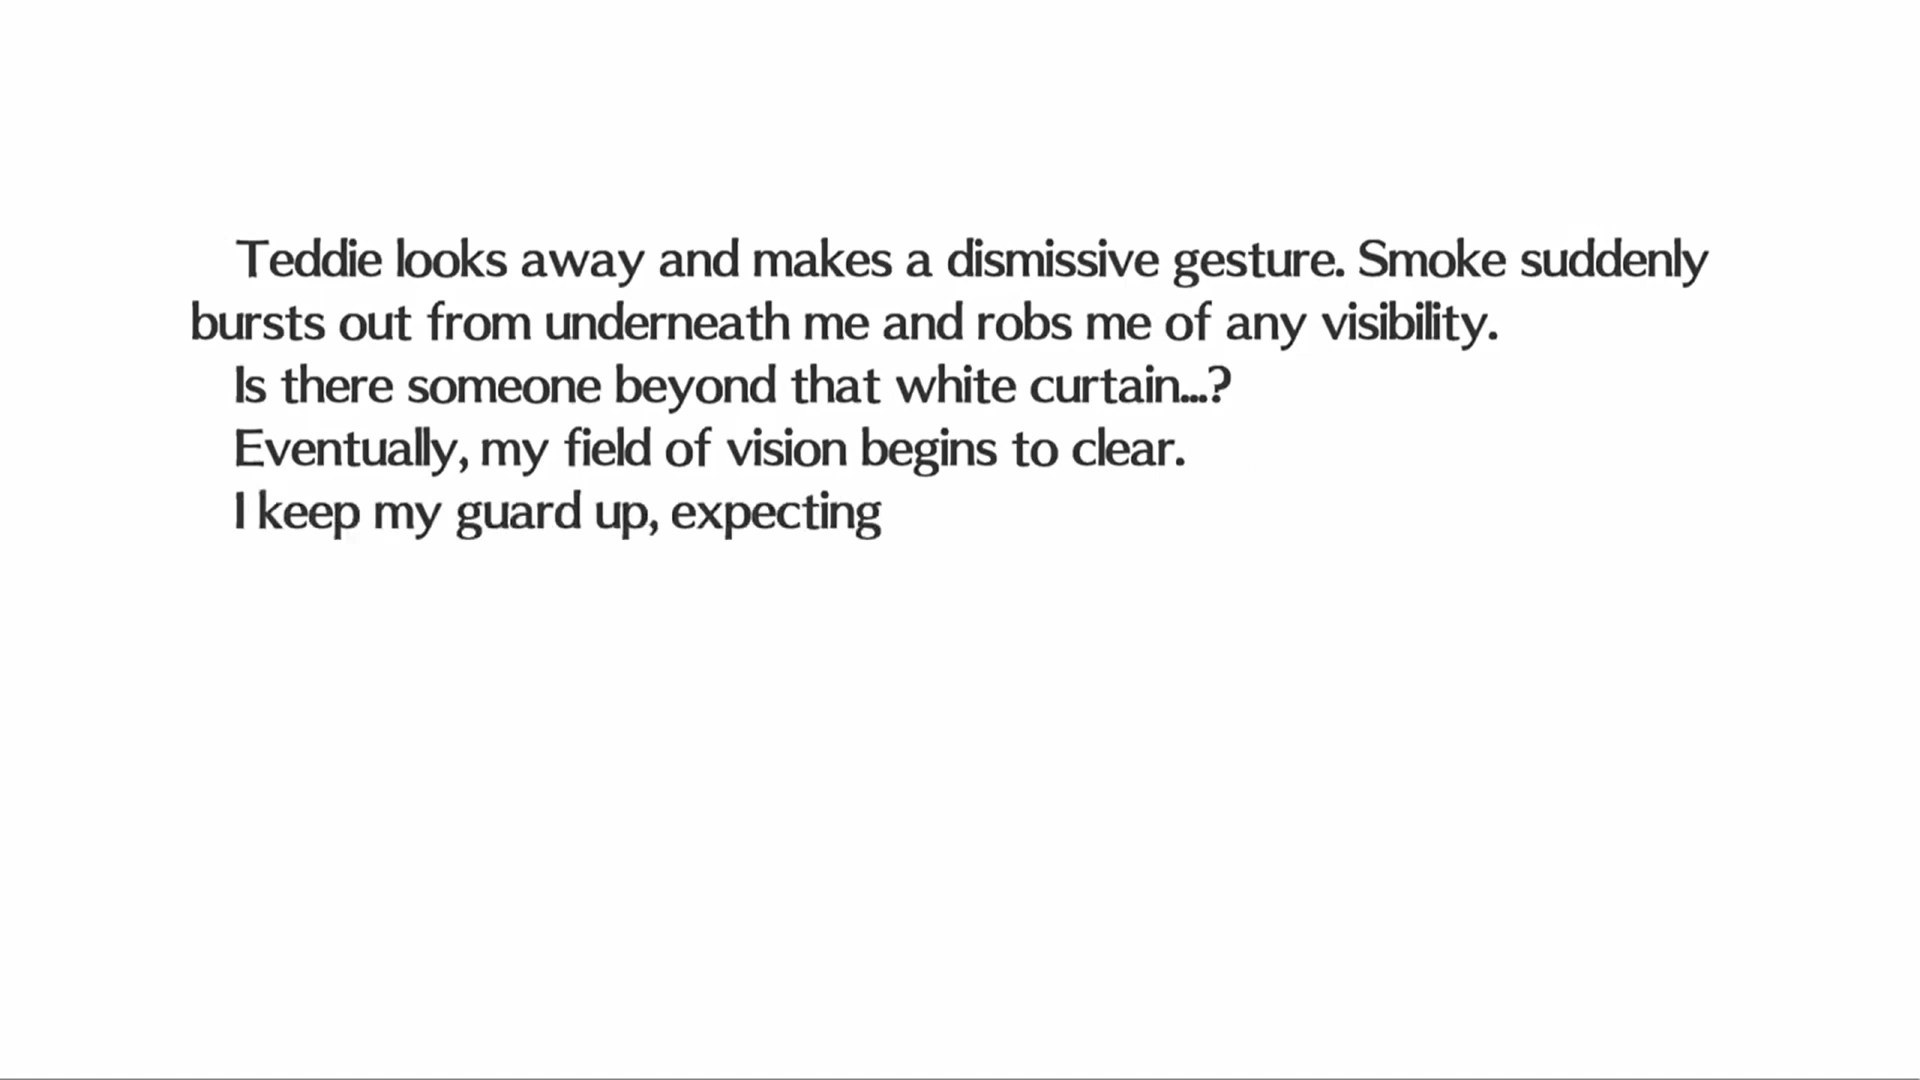 Teddie looks away and makes a dismissive gesture. Smoke suddenly
bursts out from underneath me and robs me of any visibility.
Is there someone beyond that white curtain...?
Eventually, my field of vision begins to clear.
I keep my guard up, expecting